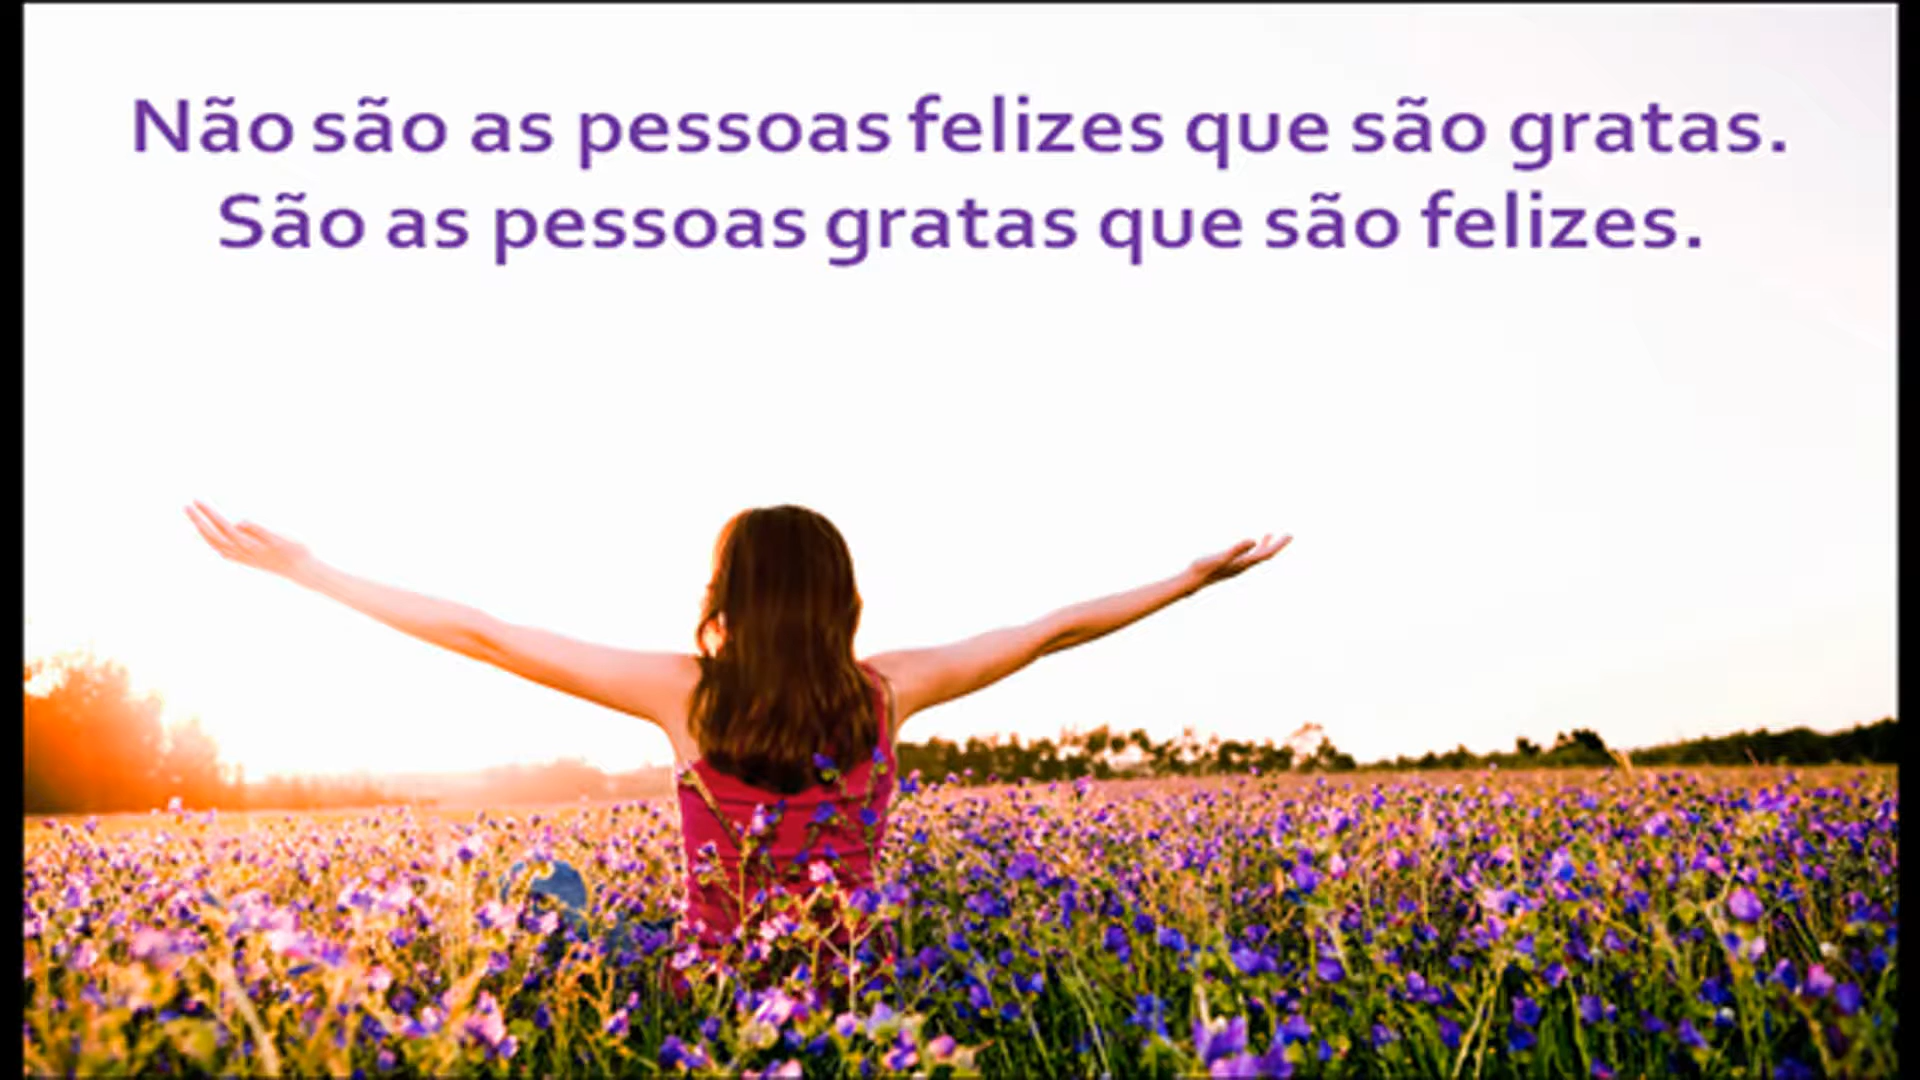 Não são as pessoas felizes que são gratas.
São as pessoas gratas que são felizes.